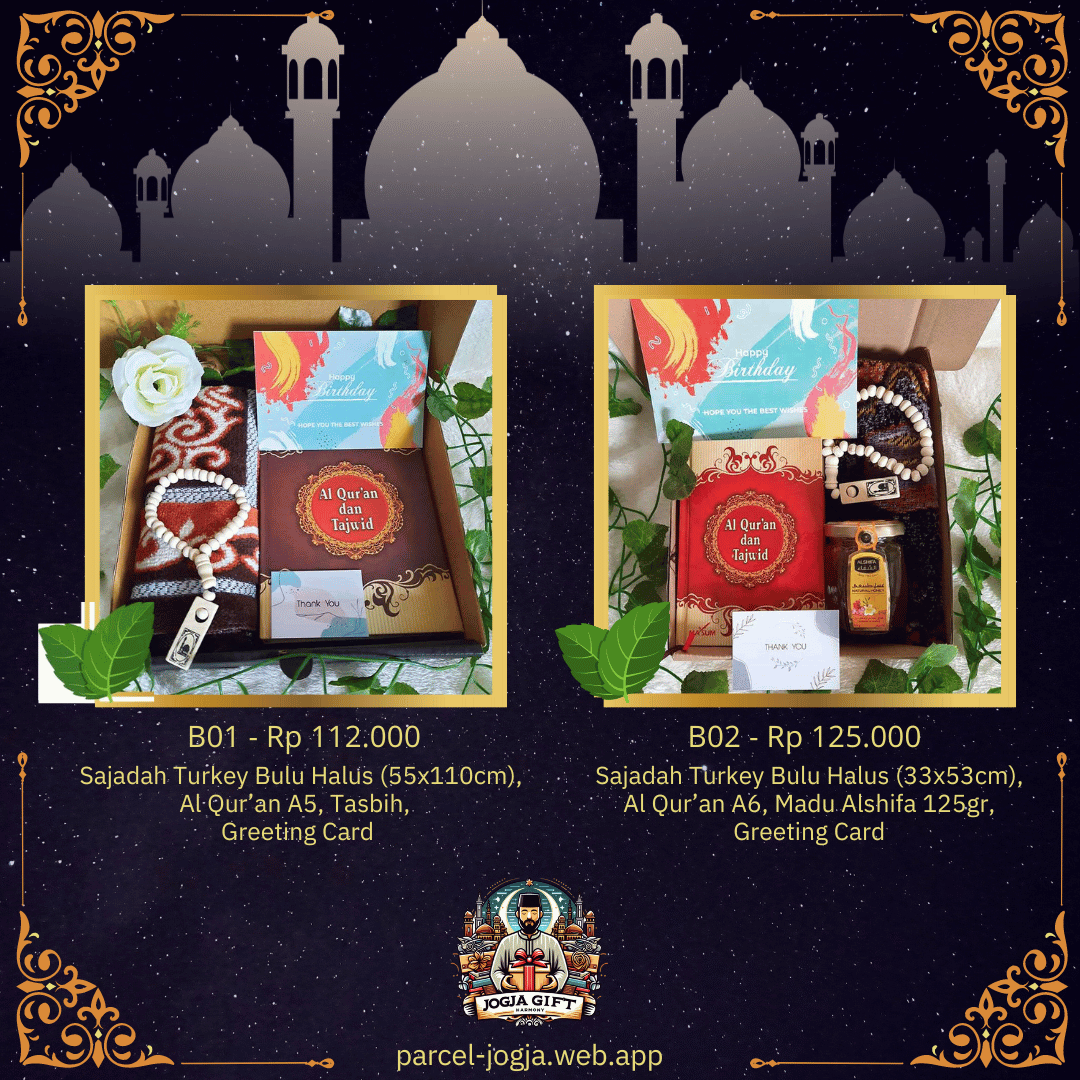 Happy
Birthday
HOPE YOU THE BEST WISHES
Al Qur'an
dan
Tajwid
Thank You
Happy
Birthday
HOPE YOU THE BEST WISHES
Al Qur'an
dan
Tajwid
ALSHIFA
NATURAL HONEY
THANK YOU
B01 - Rp 112.000
Sajadah Turkey Bulu Halus (55x110cm),
Al Qur’an A5, Tasbih,
Greeting Card
B02 - Rp 125.000
Sajadah Turkey Bulu Halus (33x53cm),
Al Qur’an A6, Madu Alshifa 125gr,
Greeting Card
JOGJA GIFT
HARMONY
parcel-jogja.web.app